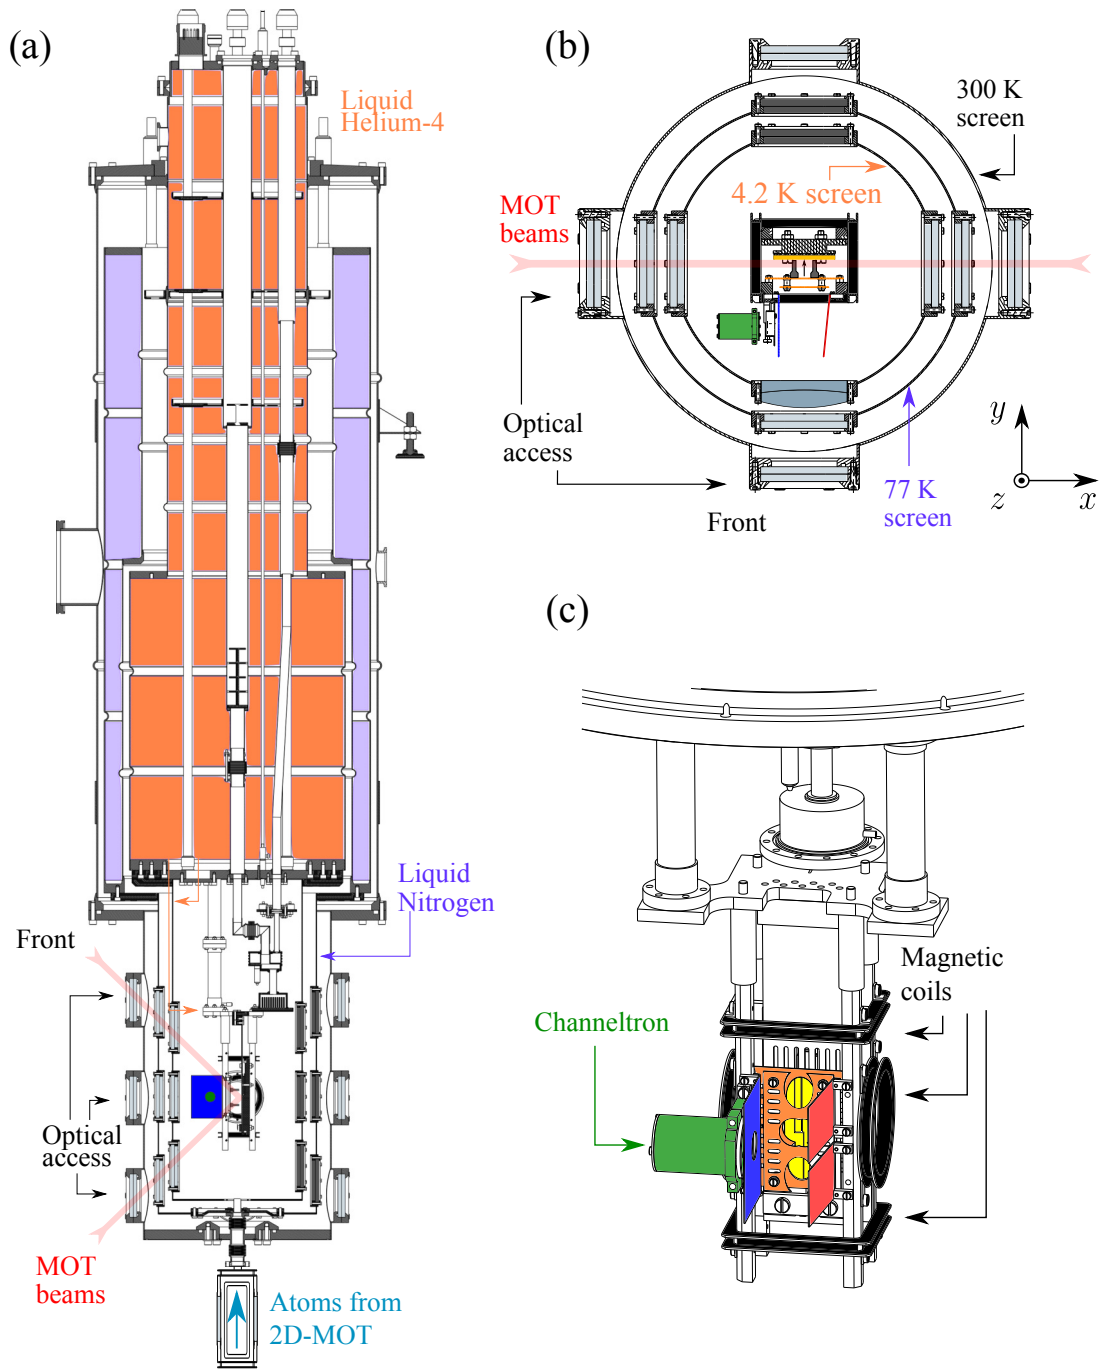 (a)
Liquid
Helium-4
Liquid
Nitrogen
Front
Optical
access
MOT
beams
Atoms from
2D-MOT
(b)
300 K
screen
4.2 K screen
MOT
beams
Optical
access
Front
77 K
screen
y
z
x
(c)
Magnetic
coils
Channeltron